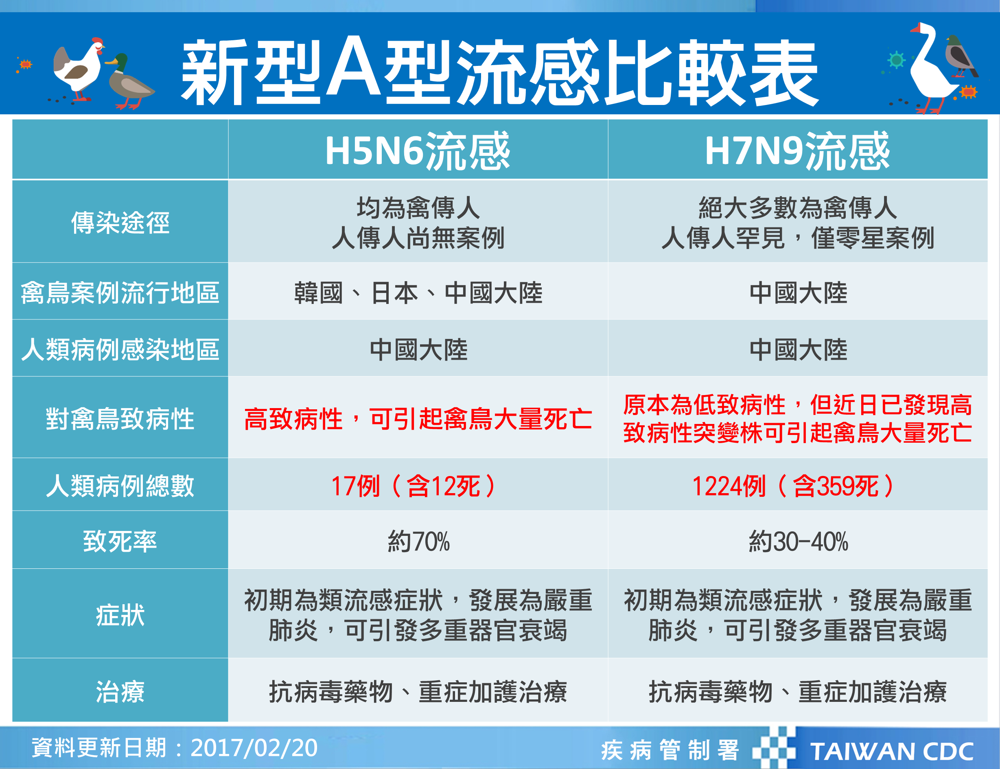 新型A型流感比較表
H5N6流感
H7N9流感
傳染途徑
均為禽傳人
人傳人尚無案例
絕大多數為禽傳人
人傳人罕見，僅零星案例
禽鳥案例流行地區
韓國、日本、中國大陸
中國大陸
人類病例感染地區
中國大陸
中國大陸
對禽鳥致病性
高致病性，可引起禽鳥大量死亡
原本為低致病性，但近日已發現高
致病性突變株可引起禽鳥大量死亡
人類病例總數
17例（含12死）
1224例（含359死）
致死率
約70%
約30-40%
症狀
初期為類流感症狀，發展為嚴重
肺炎，可引發多重器官衰竭
初期為類流感症狀，發展為嚴重
肺炎，可引發多重器官衰竭
治療
抗病毒藥物、重症加護治療
抗病毒藥物、重症加護治療
資料更新日期：2017/02/20
疾病管制署 TAIWAN CDC